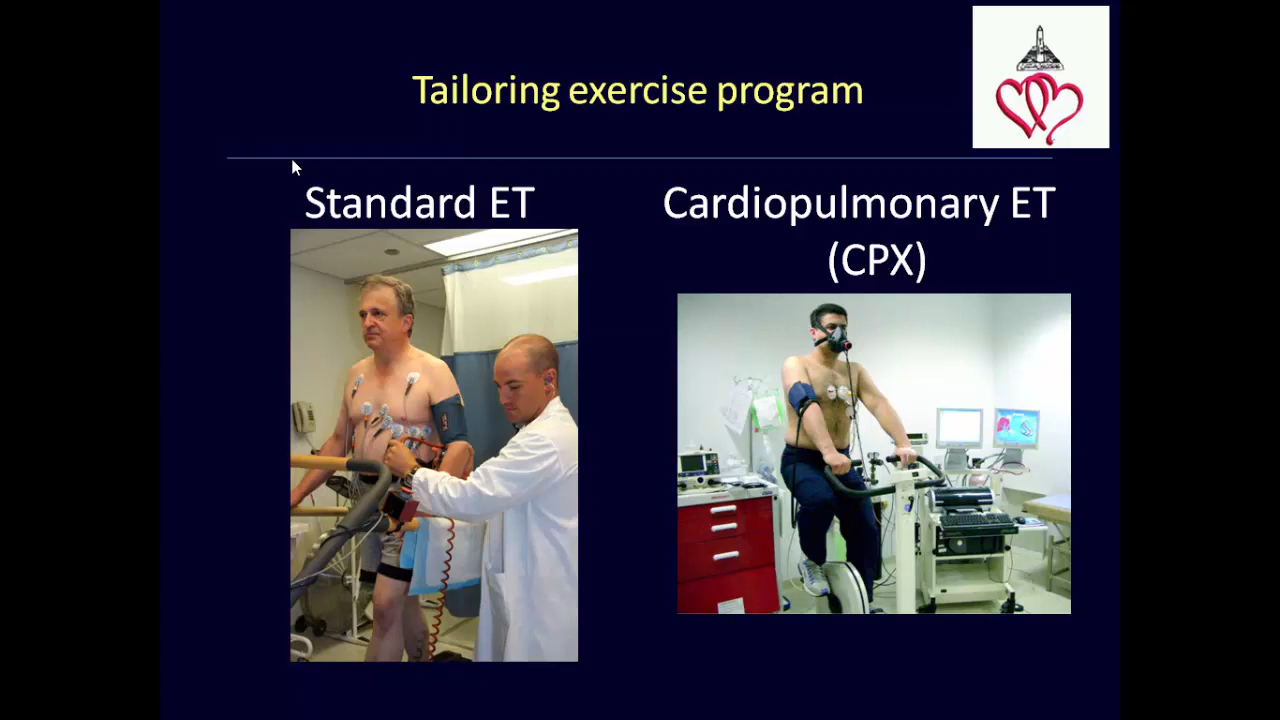 Tailoring exercise program
Standard ET
Cardiopulmonary ET
(CPX)